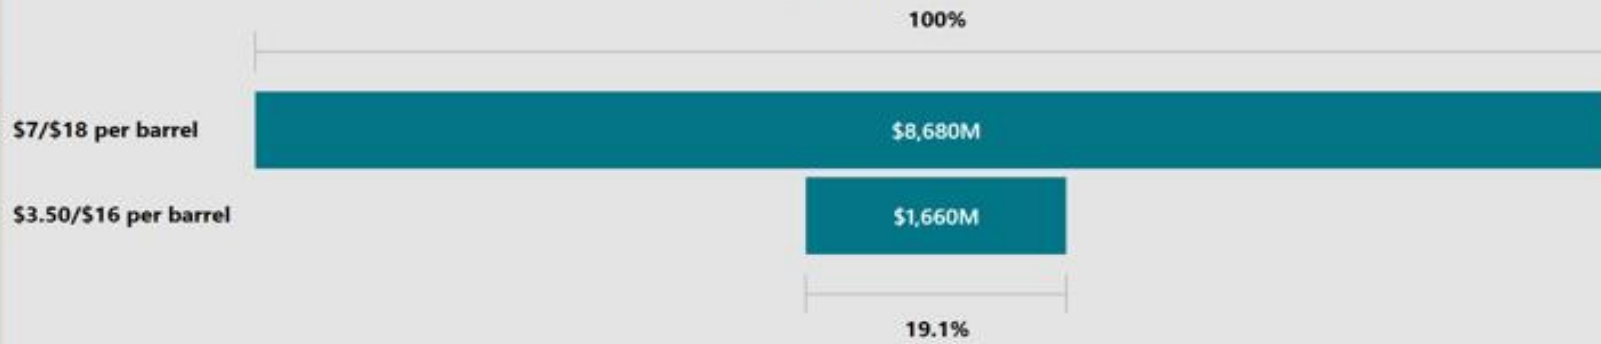 100%
$7/$18 per barrel
$8,680M
$3.50/$16 per barrel
$1,660M
19.1%